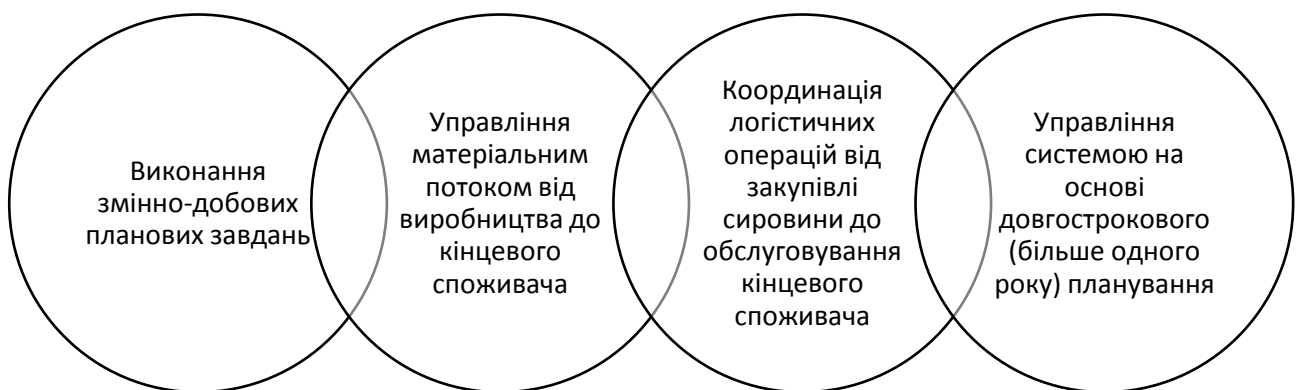 Виконання
змінно-добових
планових завдань
Управління
матеріальним
потоком від
виробництва до
кінцевого
споживача
Координація
логістичних
операцій від
закупівлі
сировини до
обслуговування
кінцевого
споживача
Управління
системою на
основі
довгострокового
(більше одного
року) планування